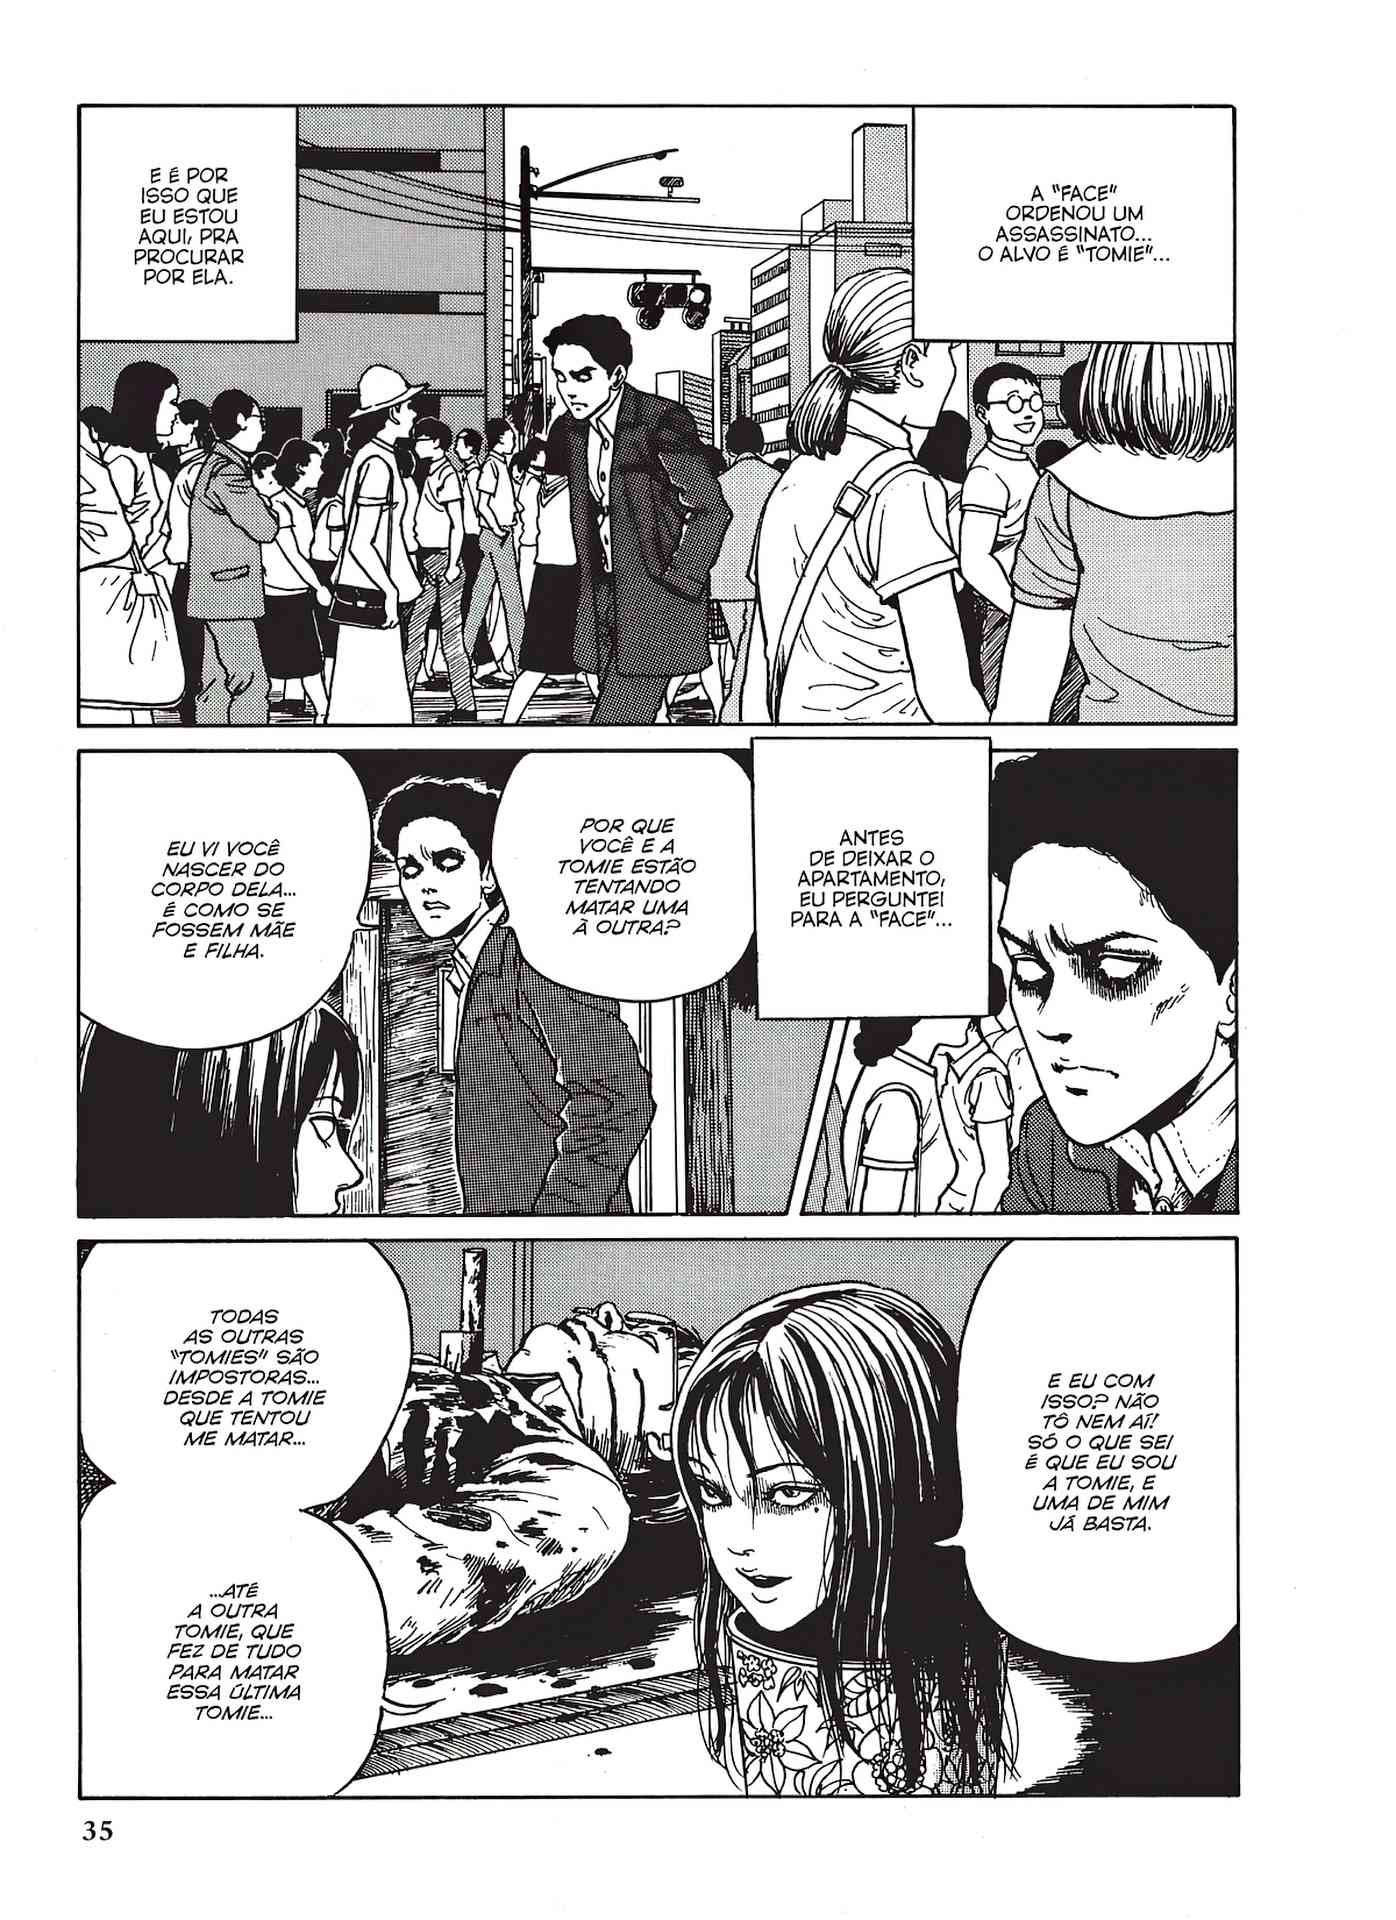 A "FACE"
ORDENOU UM
ASSASSINATO...
O ALVO É "TOMIE"...
E É POR
ISSO QUE
EU ESTOU
AQUI, PRA
PROCURAR
POR ELA.
ANTES
DE DEIXAR O
APARTAMENTO,
EU PERGUNTEI
PARA A "FACE"...
POR QUE
VOCÊ E A
TOMIE ESTÃO
TENTANDO
MATAR UMA
À OUTRA?
EU VI VOCÊ
NASCER DO
CORPO DELA...
É COMO SE
FOSSEM MÃE
E FILHA.
E EU COM
ISSO? NÃO
TÔ NEM AÍ!
SÓ O QUE SEI
É QUE EU SOU
A TOMIE, E
UMA DE MIM
JÁ BASTA.
TODAS
AS OUTRAS
"TOMIES" SÃO
IMPOSTORAS...
DESDE A TOMIE
QUE TENTOU
ME MATAR...
...ATÉ
A OUTRA
TOMIE, QUE
FEZ DE TUDO
PARA MATAR
ESSA ÚLTIMA
TOMIE...
35